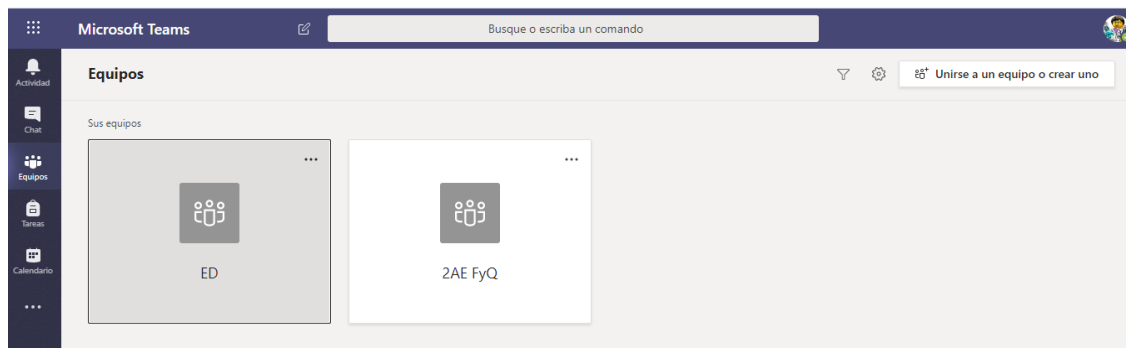 Microsoft Teams
Busque o escriba un comando
Actividad
Chat
Equipos
Tareas
Calendario
Equipos
Unirse a un equipo o crear uno
Sus equipos
ED
2AE FyQ